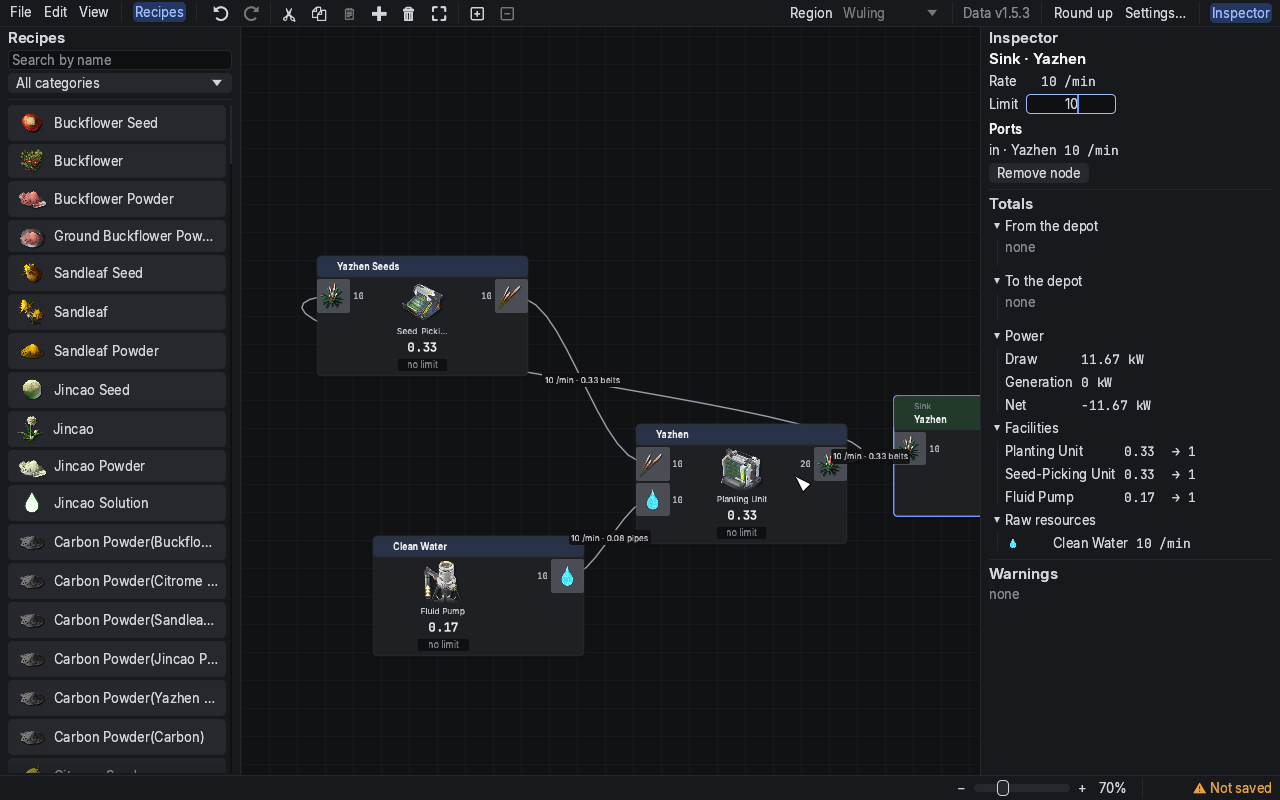 File Edit View Recipes Region Wuling Data v1.5.3 Round up Settings... Inspector
Recipes
Search by name
All categories
Buckflower Seed
Buckflower
Buckflower Powder
Ground Buckflower Pow...
Sandleaf Seed
Sandleaf
Sandleaf Powder
Jincao Seed
Jincao
Jincao Powder
Jincao Solution
Carbon Powder(Buckflo...
Carbon Powder(Citrome ...
Carbon Powder(Sandlea...
Carbon Powder(Jincao P...
Carbon Powder(Yazhen ...
Carbon Powder(Carbon)
Yazhen Seeds
10 10
Seed Picki...
0.33
no limit
10 /min · 0.33 belts
Yazhen
10 20
10
Planting Unit
0.33
no limit
10 /min · 0.33 belts
Sink
Yazhen
10
10 /min · 0.08 pipes
Clean Water
10
Fluid Pump
0.17
no limit
Inspector
Sink · Yazhen
Rate 10 /min
Limit 10
Ports
in · Yazhen 10 /min
Remove node
Totals
From the depot
none
To the depot
none
Power
Draw 11.67 kW
Generation 0 kW
Net -11.67 kW
Facilities
Planting Unit 0.33 → 1
Seed-Picking Unit 0.33 → 1
Fluid Pump 0.17 → 1
Raw resources
Clean Water 10 /min
Warnings
none
− + 70% Not saved